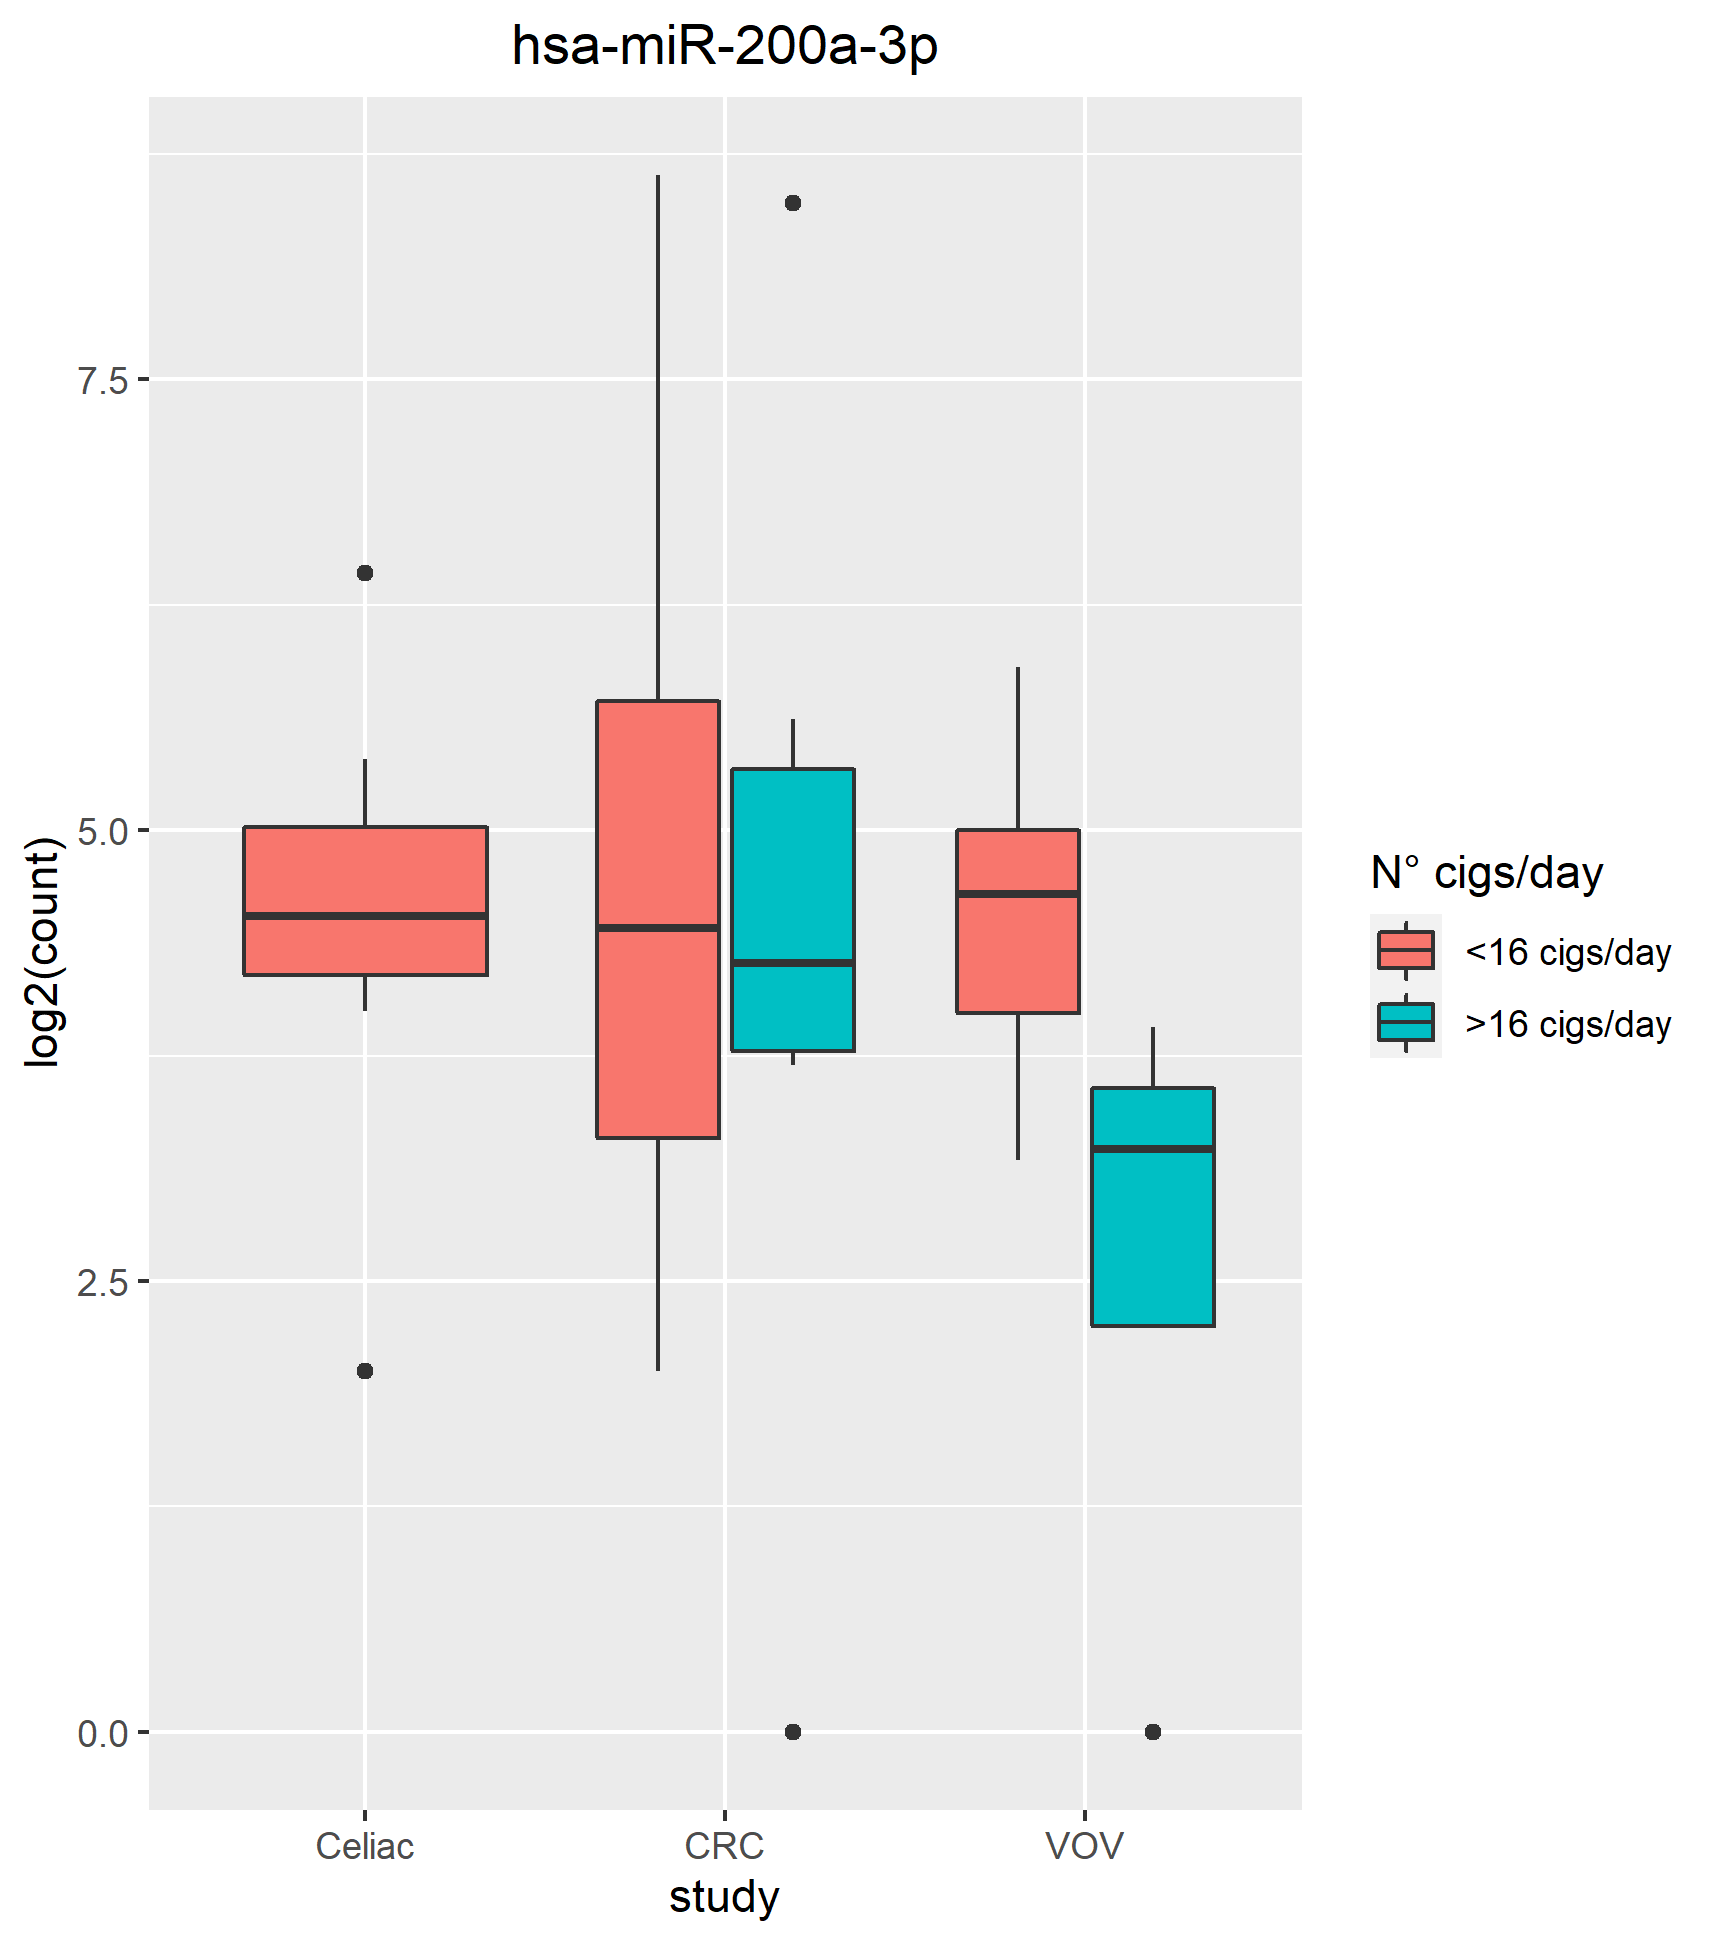 hsa-miR-200a-3p
log2(count)
7.5
5.0
2.5
0.0
Celiac CRC VOV
study
N° cigs/day
<16 cigs/day
>16 cigs/day